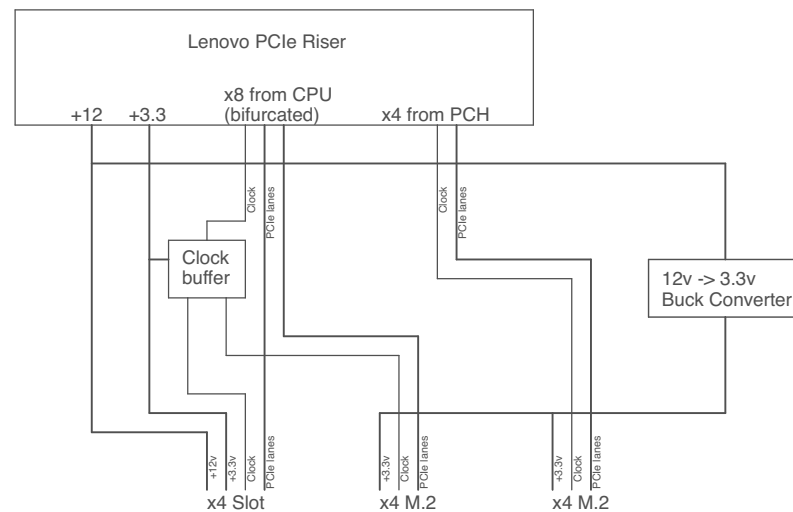 Lenovo PCIe Riser
x8 from CPU
+12 +3.3 (bifurcated) x4 from PCH
Clock
PCIe lanes
Clock
PCIe lanes
Clock
buffer
12v -> 3.3v
Buck Converter
+12v
+3.3v
Clock
PCIe lanes
+3.3v
Clock
PCIe lanes
+3.3v
Clock
PCIe lanes
x4 Slot x4 M.2 x4 M.2